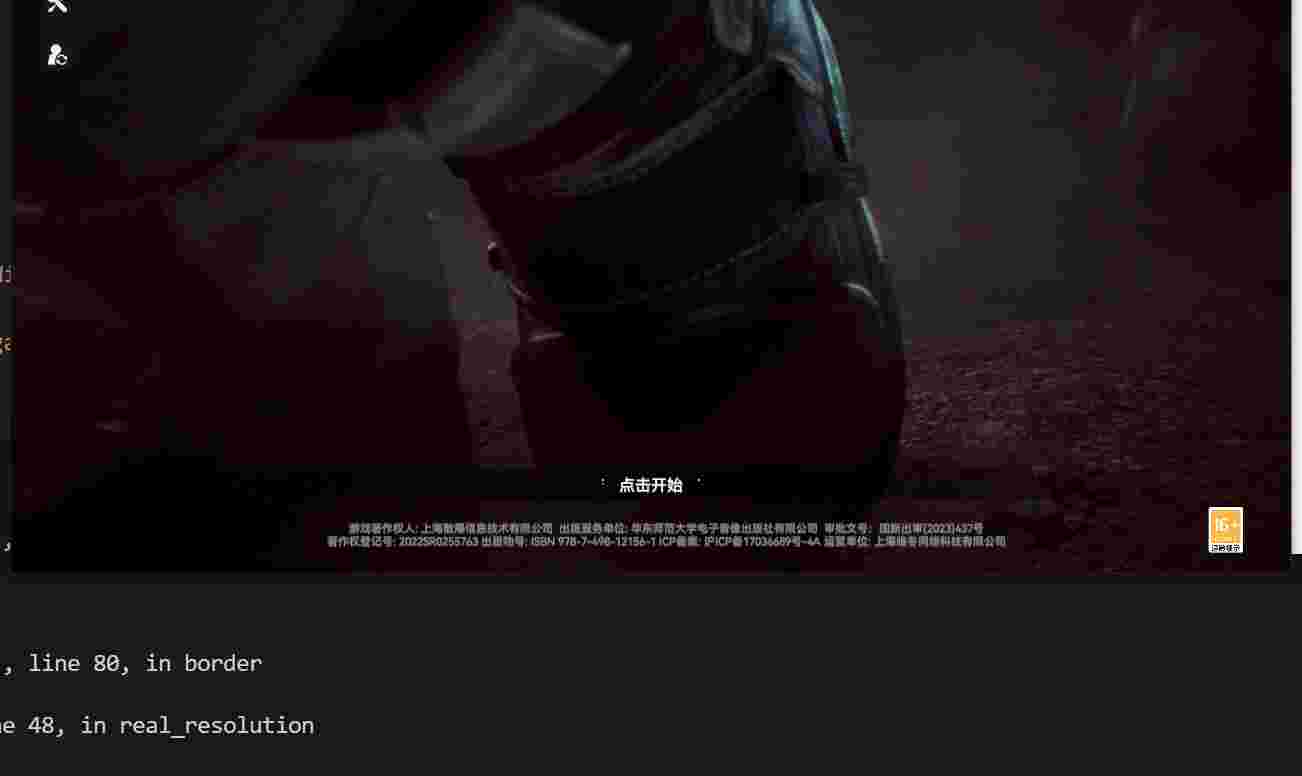 点击开始
游戏著作权人: 上海散爆信息技术有限公司 出版服务单位: 华东师范大学电子音像出版社有限公司 审批文号: 国新出审(2023)437号
著作权登记号: 2022SR0255763 出版物号: ISBN 978-7-498-12156-1 ICP备案: 沪ICP备17036689号-4A 运营单位: 上海 网络科技有限公司
16+
适龄提示
, line 80, in border
ne 48, in real_resolution